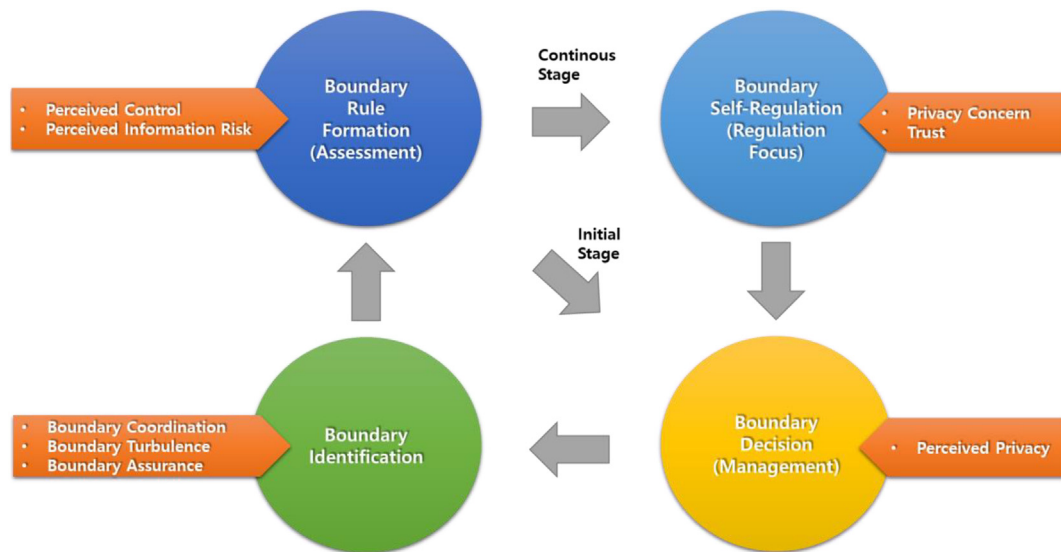 Continous
Stage
Boundary
Rule
Formation
(Assessment)
• Perceived Control
• Perceived Information Risk
Boundary
Self-Regulation
(Regulation
Focus)
• Privacy Concern
• Trust
Initial
Stage
Boundary
Identification
• Boundary Coordination
• Boundary Turbulence
• Boundary Assurance
Boundary
Decision
(Management)
• Perceived Privacy